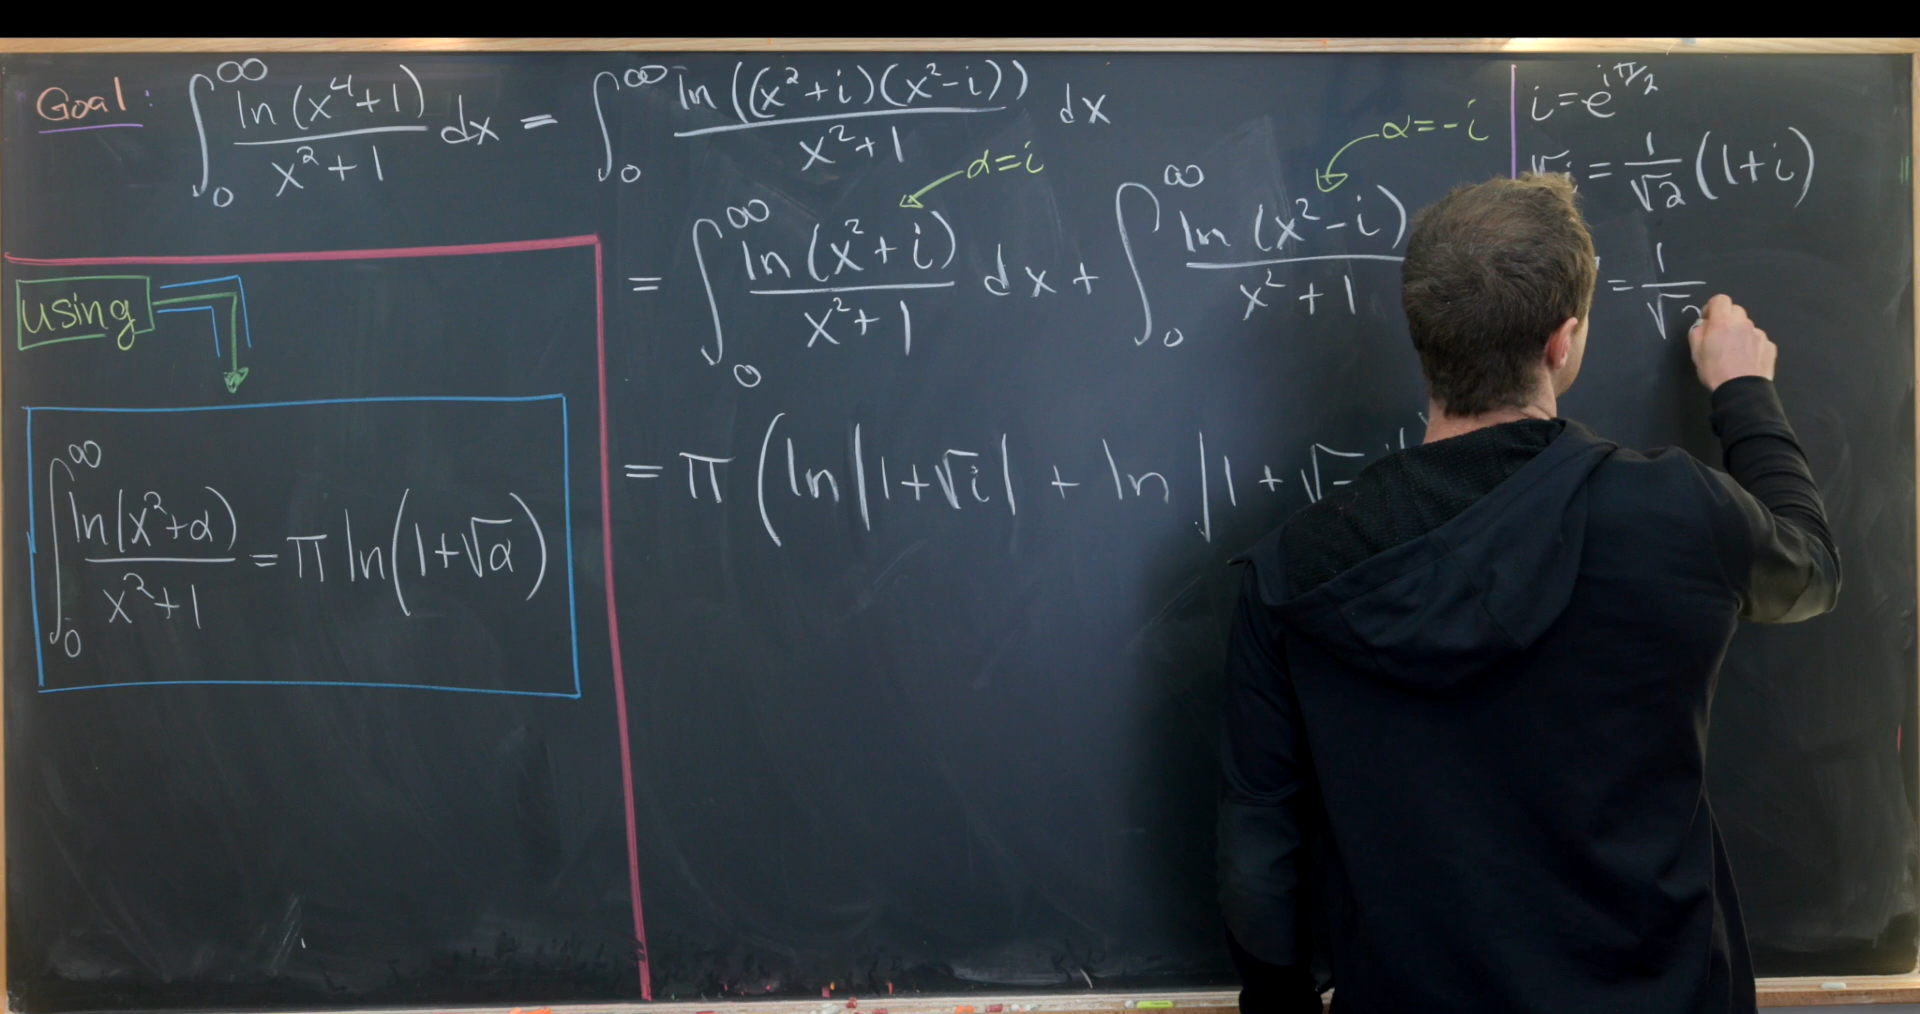 Goal: ∫₀^∞ ln(x⁴+1)/(x²+1) dx = ∫₀^∞ ln((x²+i)(x²-i))/(x²+1) dx
α=i
α=-i
= ∫₀^∞ ln(x²+i)/(x²+1) dx + ∫₀^∞ ln(x²-i)/(x²+1)
= π(ln|1+√i| + ln|1+√-
using
∫₀^∞ ln(x²+α)/(x²+1) = π ln(1+√α)
i=e^{iπ/2}
√i = 1/√2 (1+i)
= 1/√2